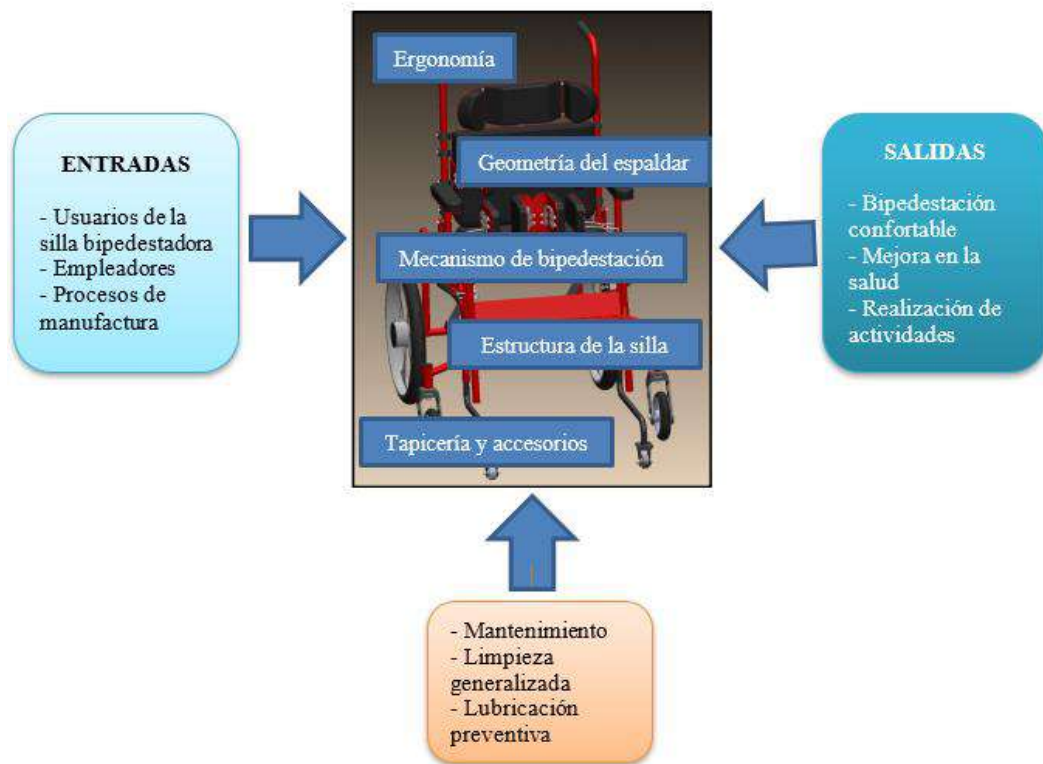 ENTRADAS
- Usuarios de la
silla bipedestadora
- Empleadores
- Procesos de
manufactura
Ergonomía
Geometría del espaldar
Mecanismo de bipedestación
Estructura de la silla
Tapicería y accesorios
SALIDAS
- Bipedestación
confortable
- Mejora en la
salud
- Realización de
actividades
- Mantenimiento
- Limpieza
generalizada
- Lubricación
preventiva